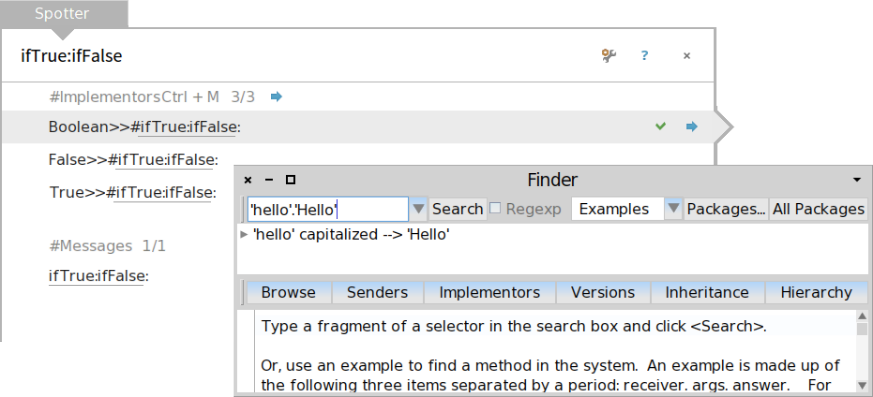 Spotter
ifTrue:ifFalse
#ImplementorsCtrl + M 3/3
Boolean>>#ifTrue:ifFalse:
False>>#ifTrue:ifFalse:
True>>#ifTrue:ifFalse:
#Messages 1/1
ifTrue:ifFalse:
Finder
'hello'.'Hello'
Search Regexp Examples Packages... All Packages
'hello' capitalized --> 'Hello'
Browse Senders Implementors Versions Inheritance Hierarchy
Type a fragment of a selector in the search box and click <Search>.
Or, use an example to find a method in the system. An example is made up of
the following three items separated by a period: receiver. args. answer. For